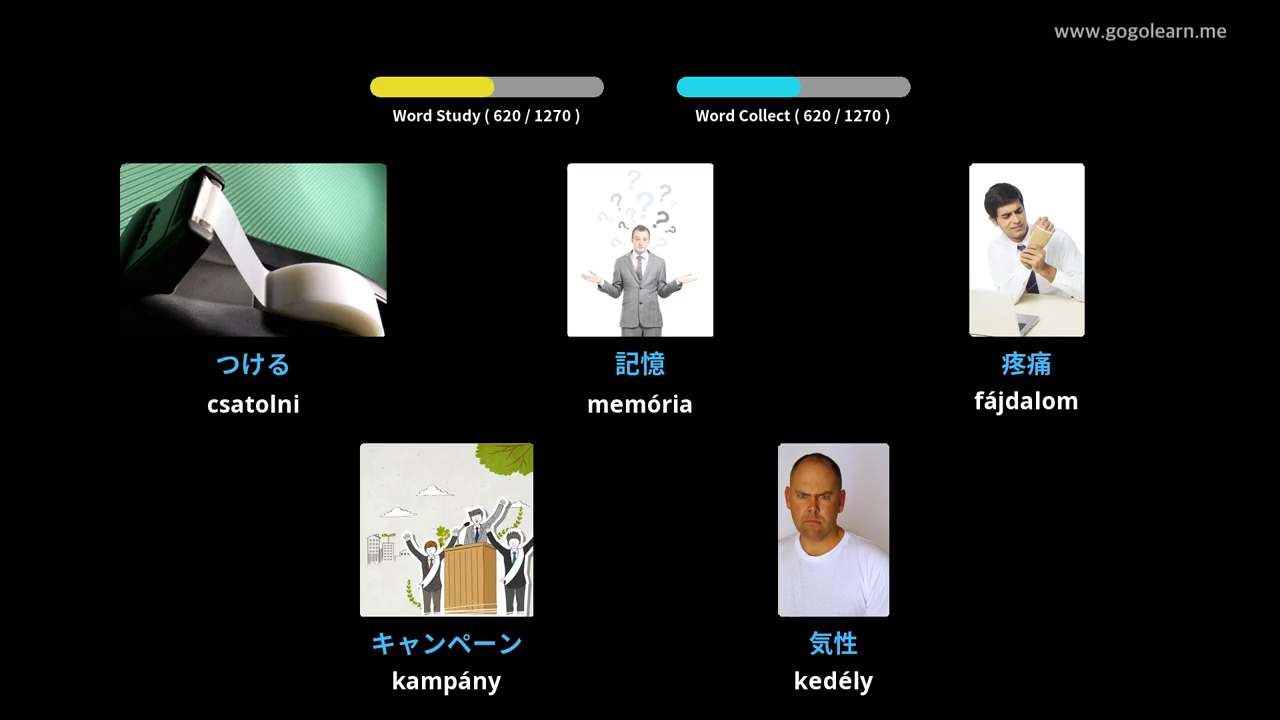 www.gogolearn.me
Word Study ( 620 / 1270 )
Word Collect ( 620 / 1270 )
つける
記憶
疼痛
csatolni
memória
fájdalom
キャンペーン
気性
kampány
kedély